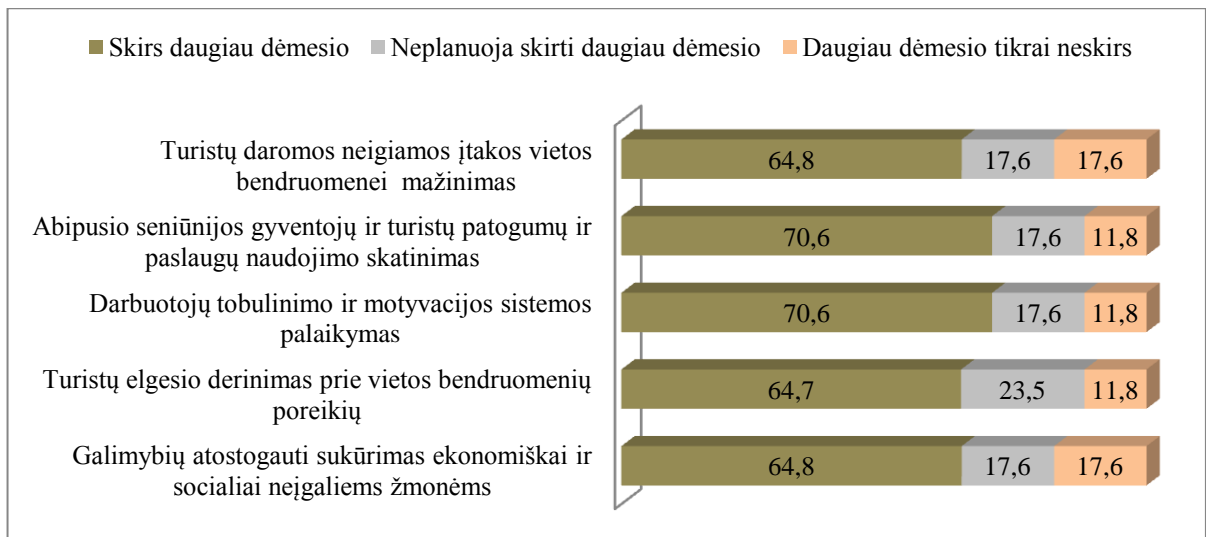 Skirs daugiau dėmesio Neplanuoja skirti daugiau dėmesio Daugiau dėmesio tikrai neskirs
Turistų daromos neigiamos įtakos vietos
bendruomenei mažinimas
64,8 17,6 17,6
Abipusio seniūnijos gyventojų ir turistų patogumų ir
paslaugų naudojimo skatinimas
70,6 17,6 11,8
Darbuotojų tobulinimo ir motyvacijos sistemos
palaikymas
70,6 17,6 11,8
Turistų elgesio derinimas prie vietos bendruomenių
poreikių
64,7 23,5 11,8
Galimybių atostogauti sukūrimas ekonomiškai ir
socialiai neįgaliems žmonėms
64,8 17,6 17,6